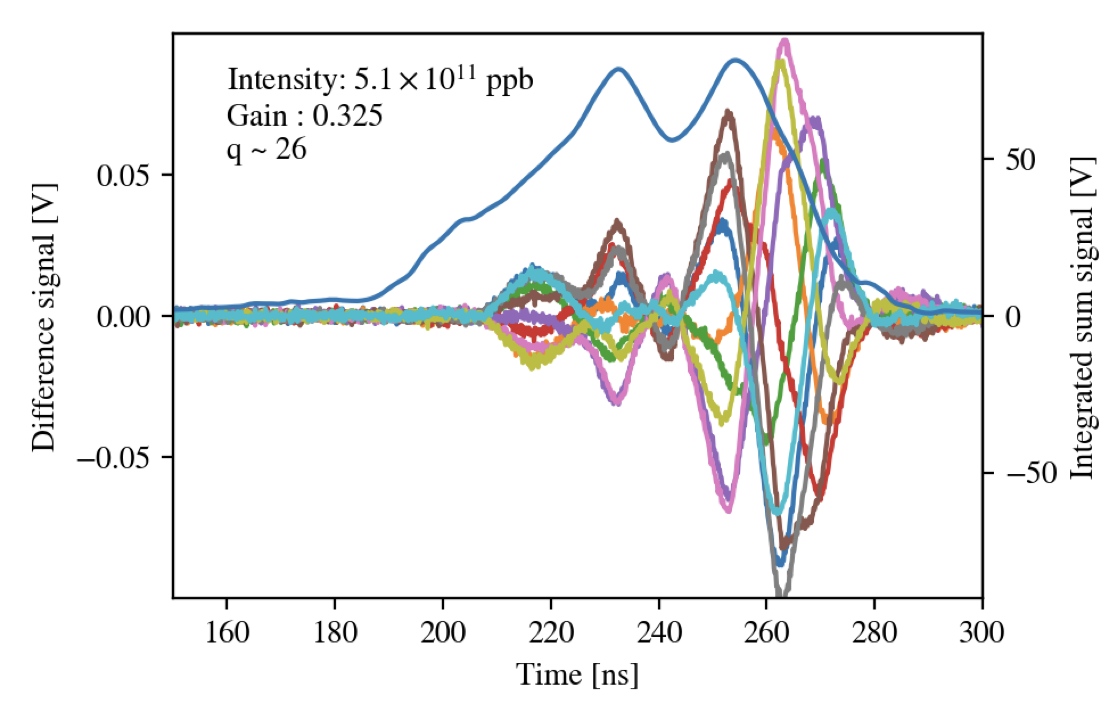 Intensity: 5.1 × 10¹¹ ppb
Gain : 0.325
q ~ 26
0.05
0.00
−0.05
50
0
−50
160
180
200
220
240
260
280
300
Difference signal [V]
Integrated sum signal [V]
Time [ns]